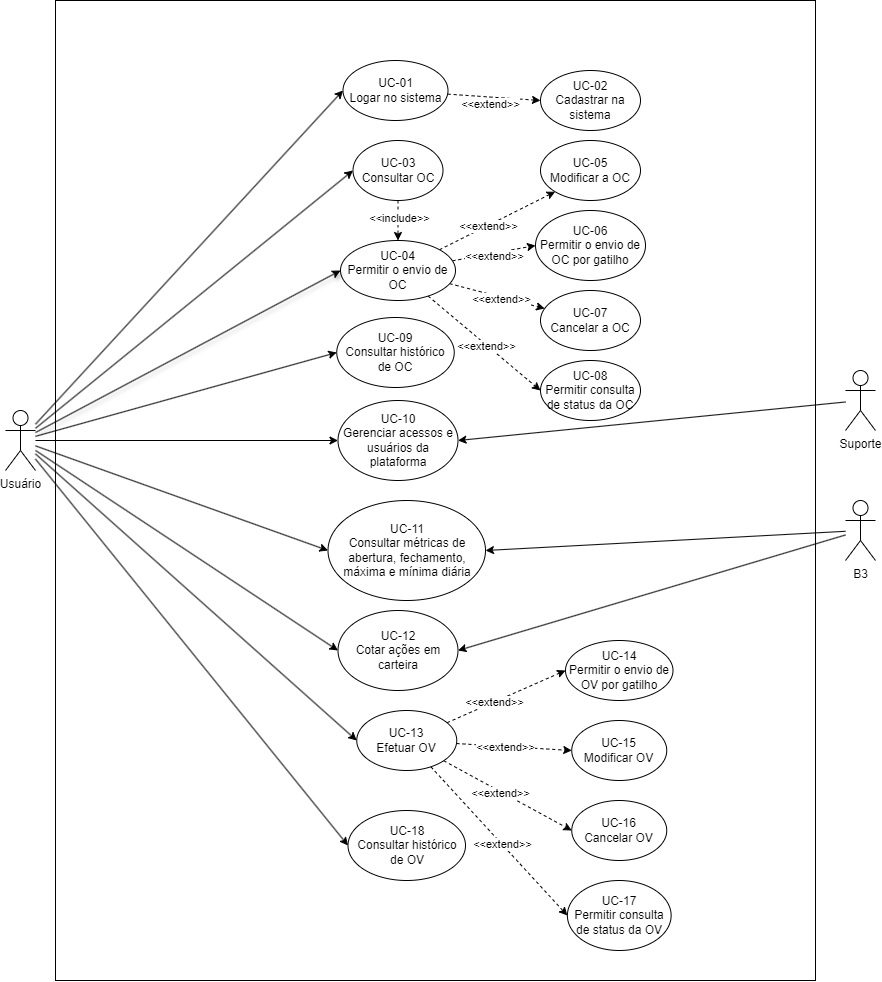 UC-01
Logar no sistema
<<extend>>
UC-02
Cadastrar na
sistema
UC-03
Consultar OC
<<include>>
UC-04
Permitir o envio de
OC
<<extend>>
UC-05
Modificar a OC
<<extend>>
UC-06
Permitir o envio de
OC por gatilho
<<extend>>
UC-07
Cancelar a OC
<<extend>>
UC-08
Permitir consulta
de status da OC
UC-09
Consultar histórico
de OC
UC-10
Gerenciar acessos e
usuários da
plataforma
Usuário
Suporte
UC-11
Consultar métricas de
abertura, fechamento,
máxima e mínima diária
B3
UC-12
Cotar ações em
carteira
UC-13
Efetuar OV
<<extend>>
UC-14
Permitir o envio de
OV por gatilho
<<extend>>
UC-15
Modificar OV
<<extend>>
UC-16
Cancelar OV
<<extend>>
UC-17
Permitir consulta
de status da OV
UC-18
Consultar histórico
de OV